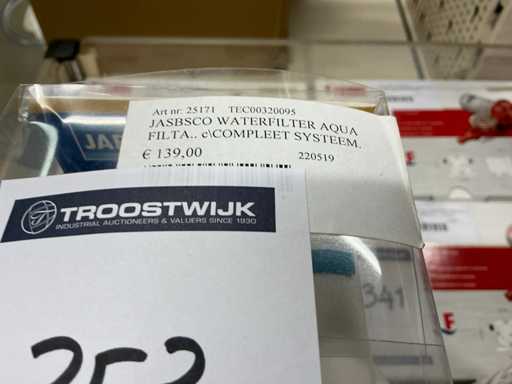 Art nr. 25171 TEC00320095
JASBSCO WATERFILTER AQUA
FILTA.. c\COMPLEET SYSTEEM.
€ 139,00 220519
TROOSTWIJK
INDUSTRIAL AUCTIONEERS & VALUERS SINCE 1930
341